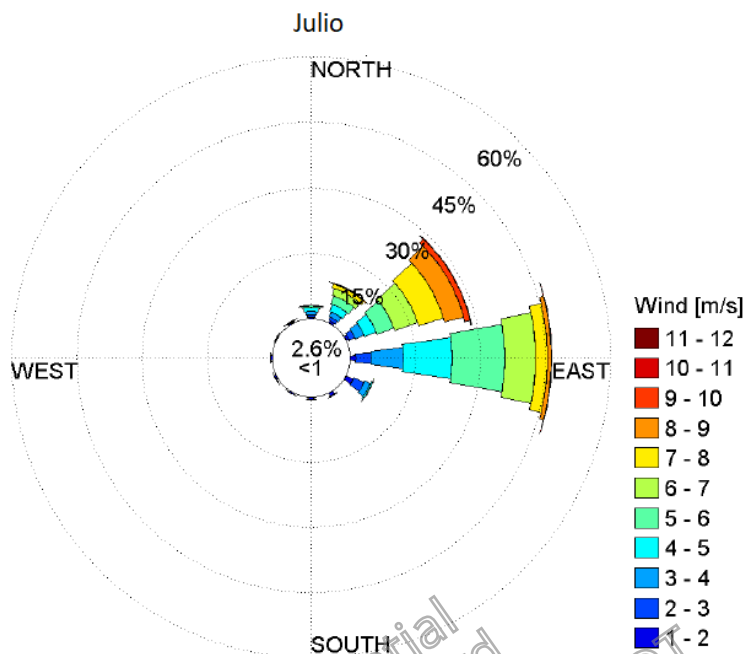 Julio
NORTH
60%
45%
30%
15%
2.6%
<1
WEST
EAST
SOUTH
Wind [m/s]
11 - 12
10 - 11
9 - 10
8 - 9
7 - 8
6 - 7
5 - 6
4 - 5
3 - 4
2 - 3
1 - 2